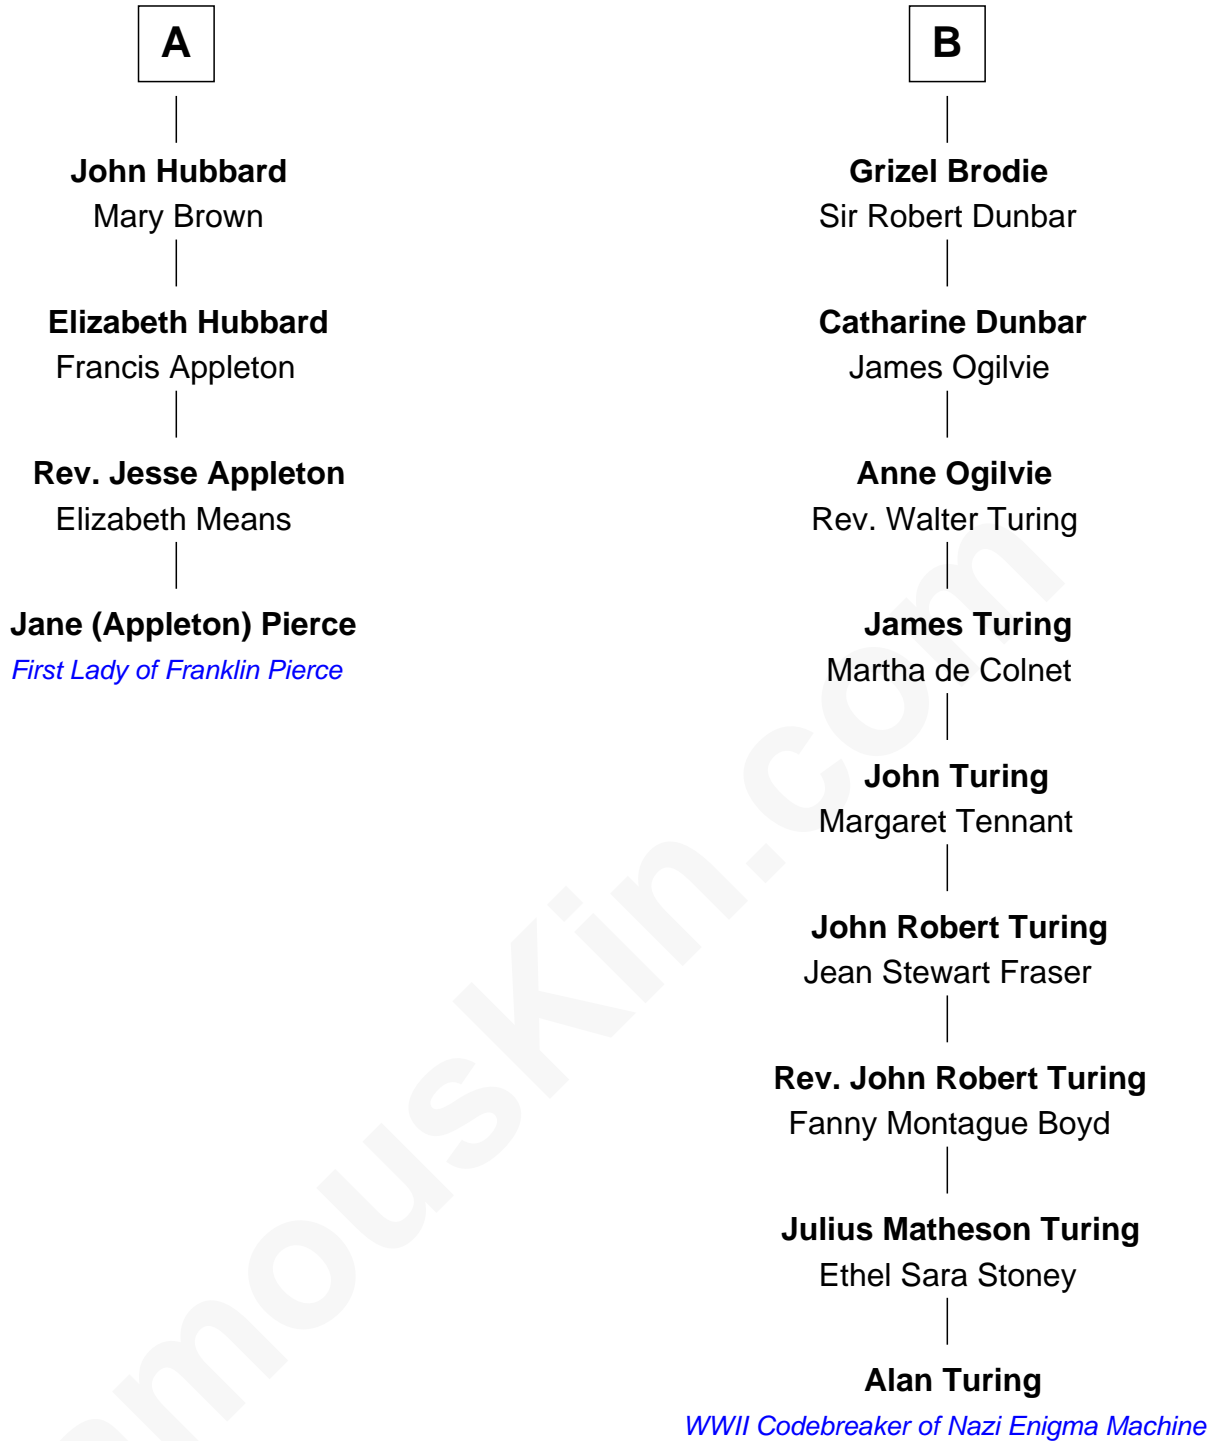 A
John Hubbard
Mary Brown
Elizabeth Hubbard
Francis Appleton
Rev. Jesse Appleton
Elizabeth Means
Jane (Appleton) Pierce
First Lady of Franklin Pierce
B
Grizel Brodie
Sir Robert Dunbar
Catharine Dunbar
James Ogilvie
Anne Ogilvie
Rev. Walter Turing
James Turing
Martha de Colnet
John Turing
Margaret Tennant
John Robert Turing
Jean Stewart Fraser
Rev. John Robert Turing
Fanny Montague Boyd
Julius Matheson Turing
Ethel Sara Stoney
Alan Turing
WWII Codebreaker of Nazi Enigma Machine
amousKin.com